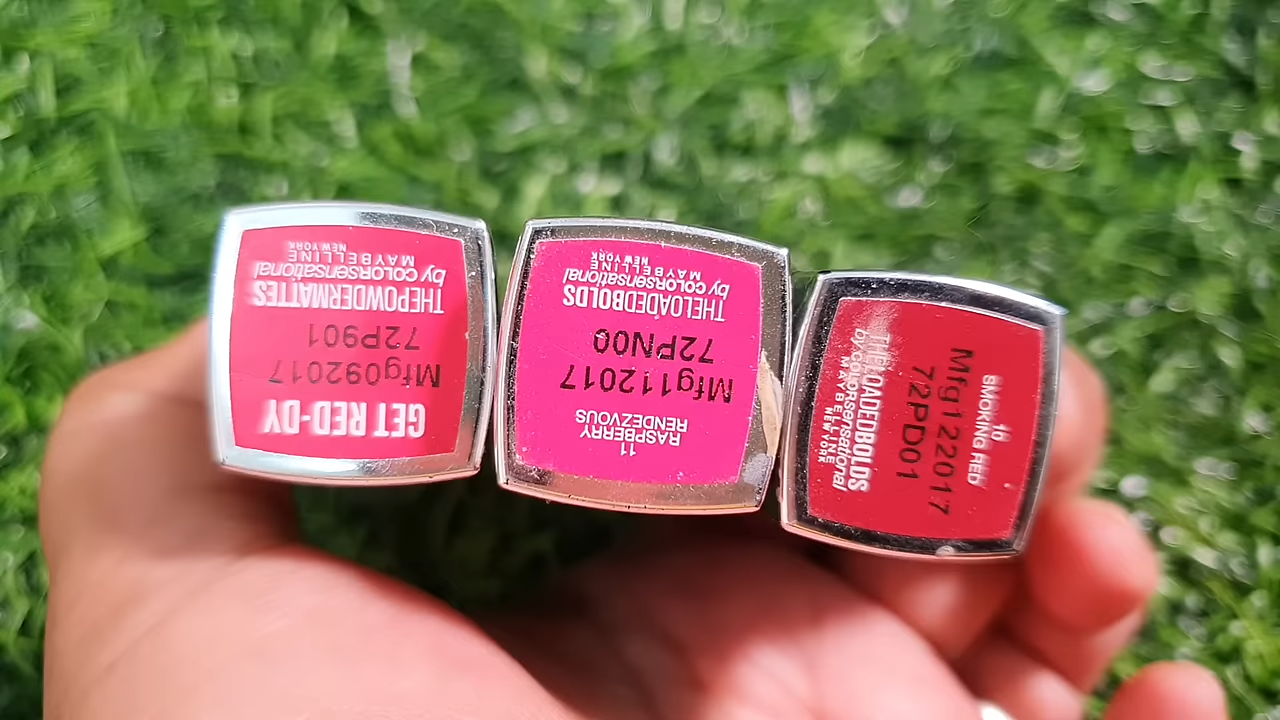 GET RED-DY
Mfg092017
72P901
THEPOWDERMATTES
by COLORsensational
MAYBELLINE
NEW YORK
11
RASPBERRY
RENDEZVOUS
Mfg112017
72PN00
THELOADEDBOLDS
by COLORsensational
MAYBELLINE
NEW YORK
16
SMOKING RED
Mfg122017
72PD01
THELOADEDBOLDS
by COLORsensational
MAYBELLINE
NEW YORK